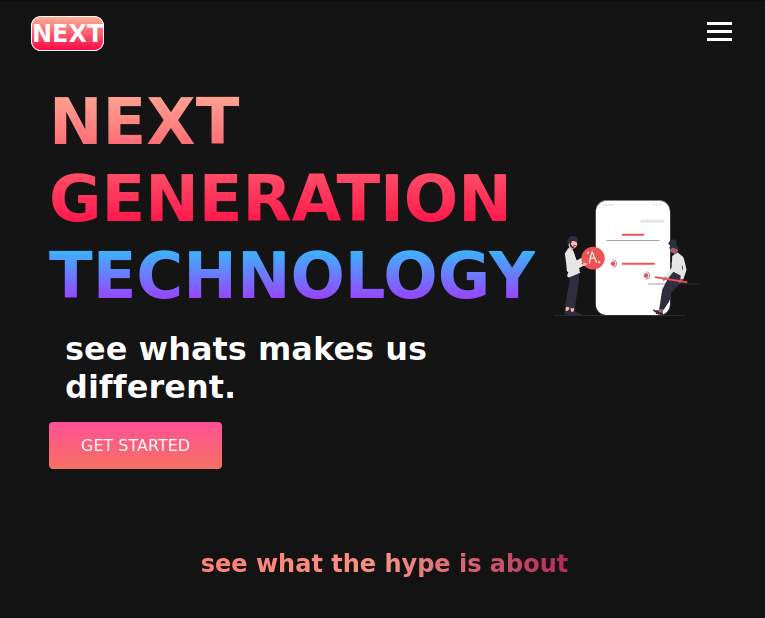 NEXT
NEXT
GENERATION
TECHNOLOGY
see whats makes us
different.
GET STARTED
see what the hype is about